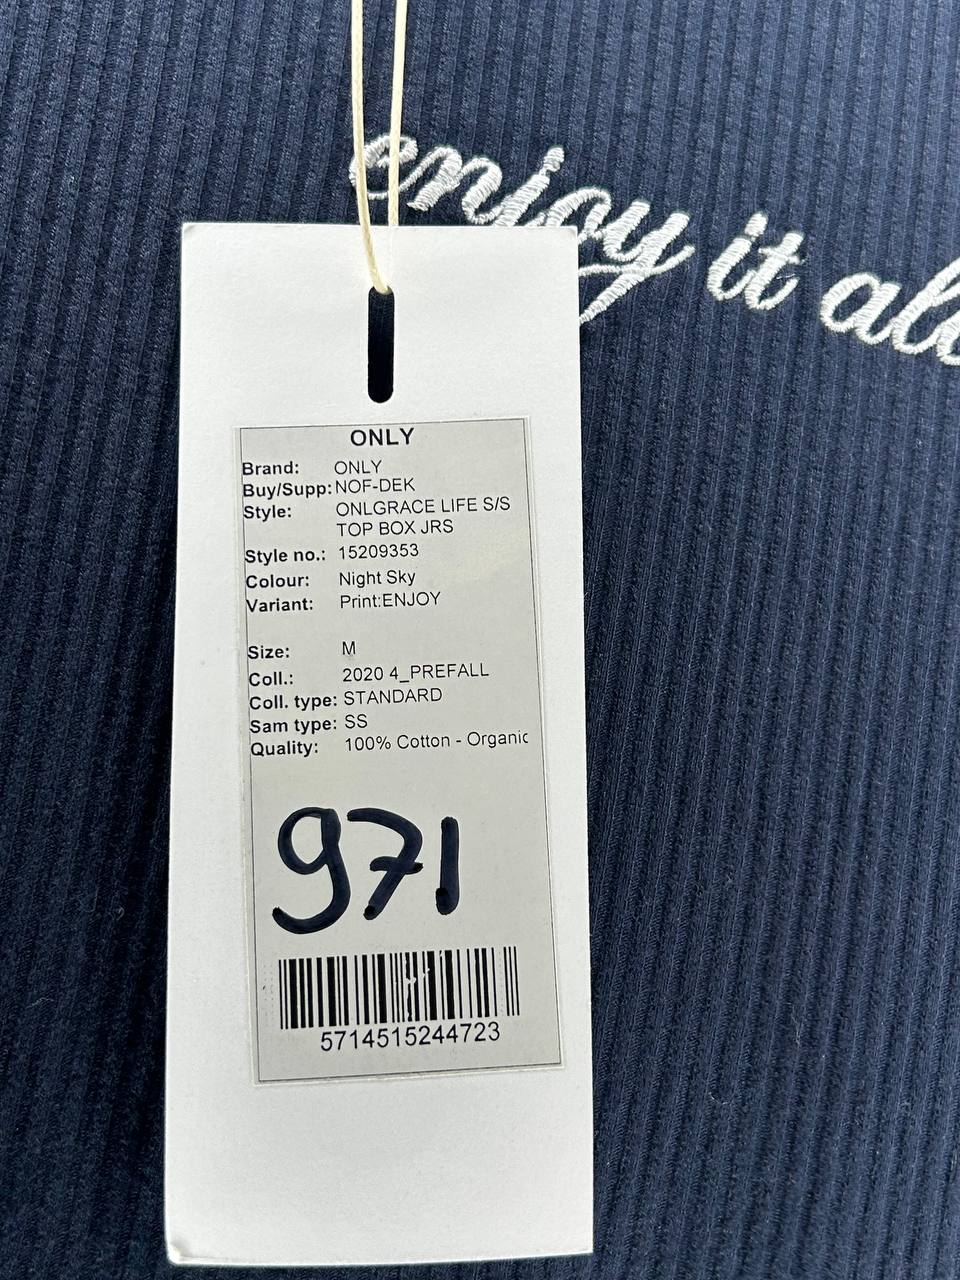 enjoy it all
ONLY
Brand: ONLY
Buy/Supp: NOF-DEK
Style: ONLGRACE LIFE S/S
TOP BOX JRS
Style no.: 15209353
Colour: Night Sky
Variant: Print:ENJOY
Size: M
Coll.: 2020 4_PREFALL
Coll. type: STANDARD
Sam type: SS
Quality: 100% Cotton - Organic
971
5714515244723